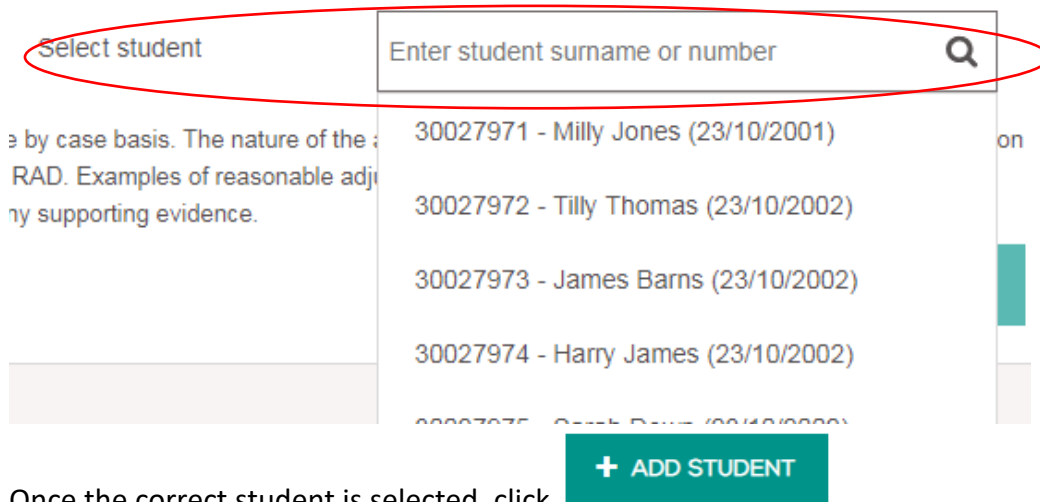 Select student
Enter student surname or number
30027971 - Milly Jones (23/10/2001)
e by case basis. The nature of the
on
RAD. Examples of reasonable adju
ny supporting evidence.
30027972 - Tilly Thomas (23/10/2002)
30027973 - James Barns (23/10/2002)
30027974 - Harry James (23/10/2002)
+ ADD STUDENT
Once the correct student is selected, click